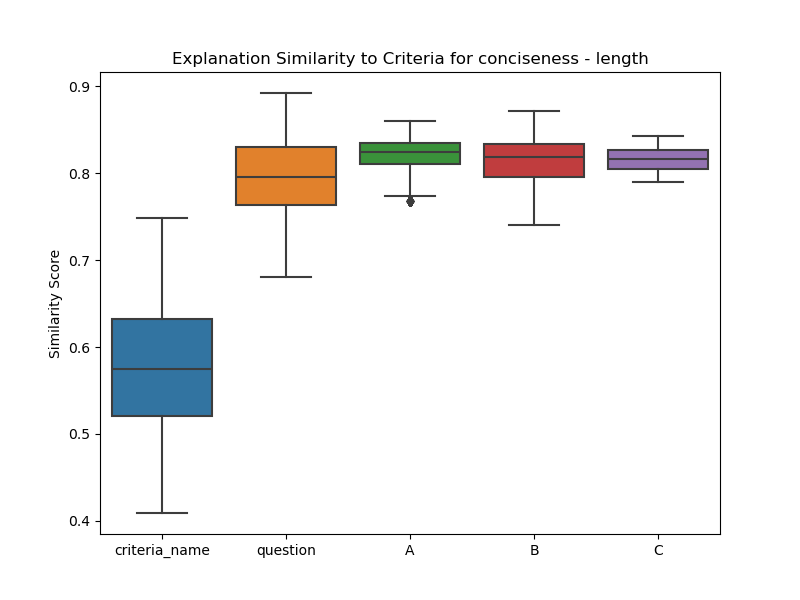 Explanation Similarity to Criteria for conciseness - length
Similarity Score
0.9
0.8
0.7
0.6
0.5
0.4
criteria_name
question
A
B
C